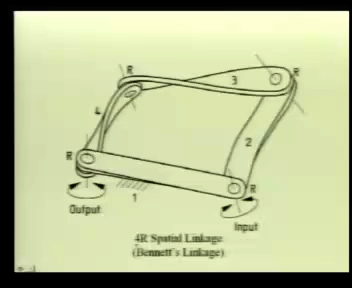 R
3
R
4
2
R
R
1
Output
Input
4R Spatial Linkage
(Bennett's Linkage)